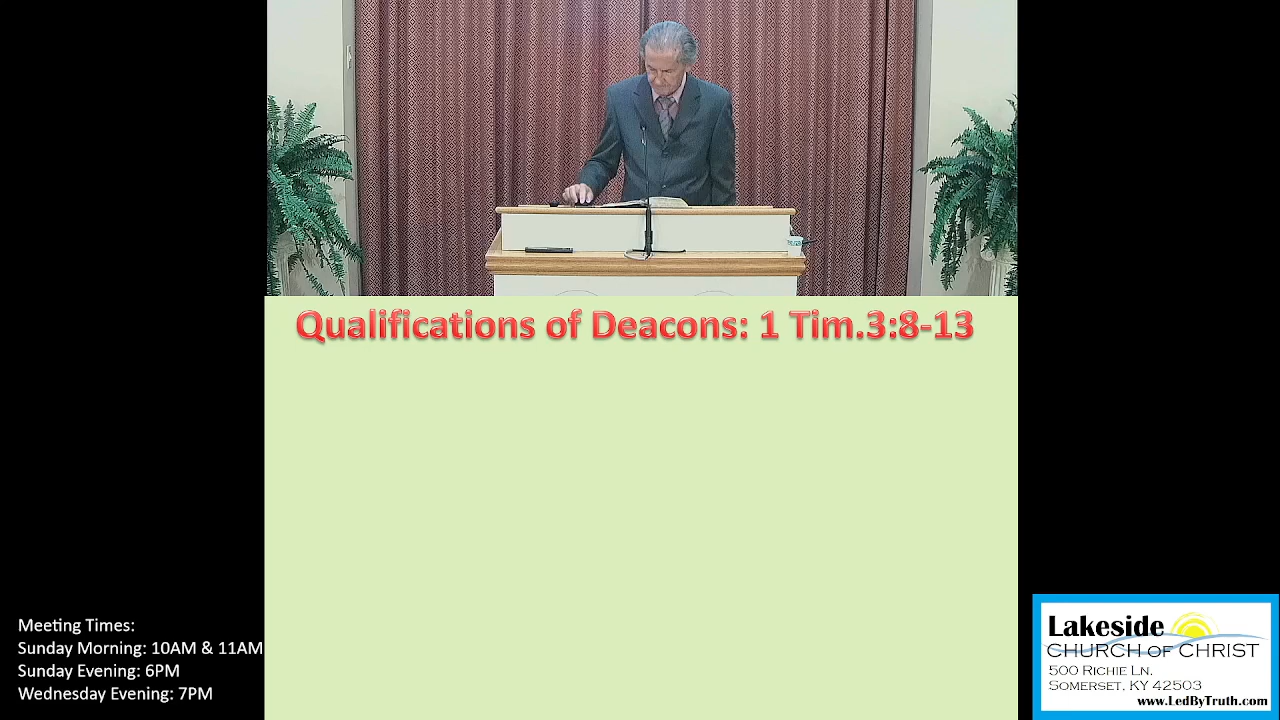 Qualifications of Deacons: 1 Tim.3:8-13
Meeting Times:
Sunday Morning: 10AM & 11AM
Sunday Evening: 6PM
Wednesday Evening: 7PM
Lakeside
CHURCH OF CHRIST
500 RICHIE LN.
SOMERSET, KY 42503
www.LedByTruth.com